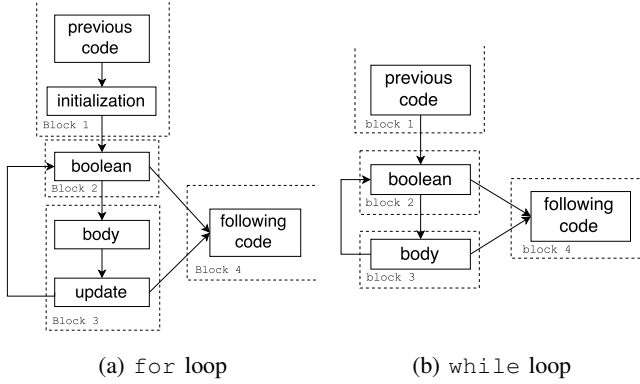 previous
code
initialization
Block 1
boolean
Block 2
body
update
Block 3
following
code
Block 4
(a) for loop
previous
code
block 1
boolean
block 2
body
block 3
following
code
block 4
(b) while loop